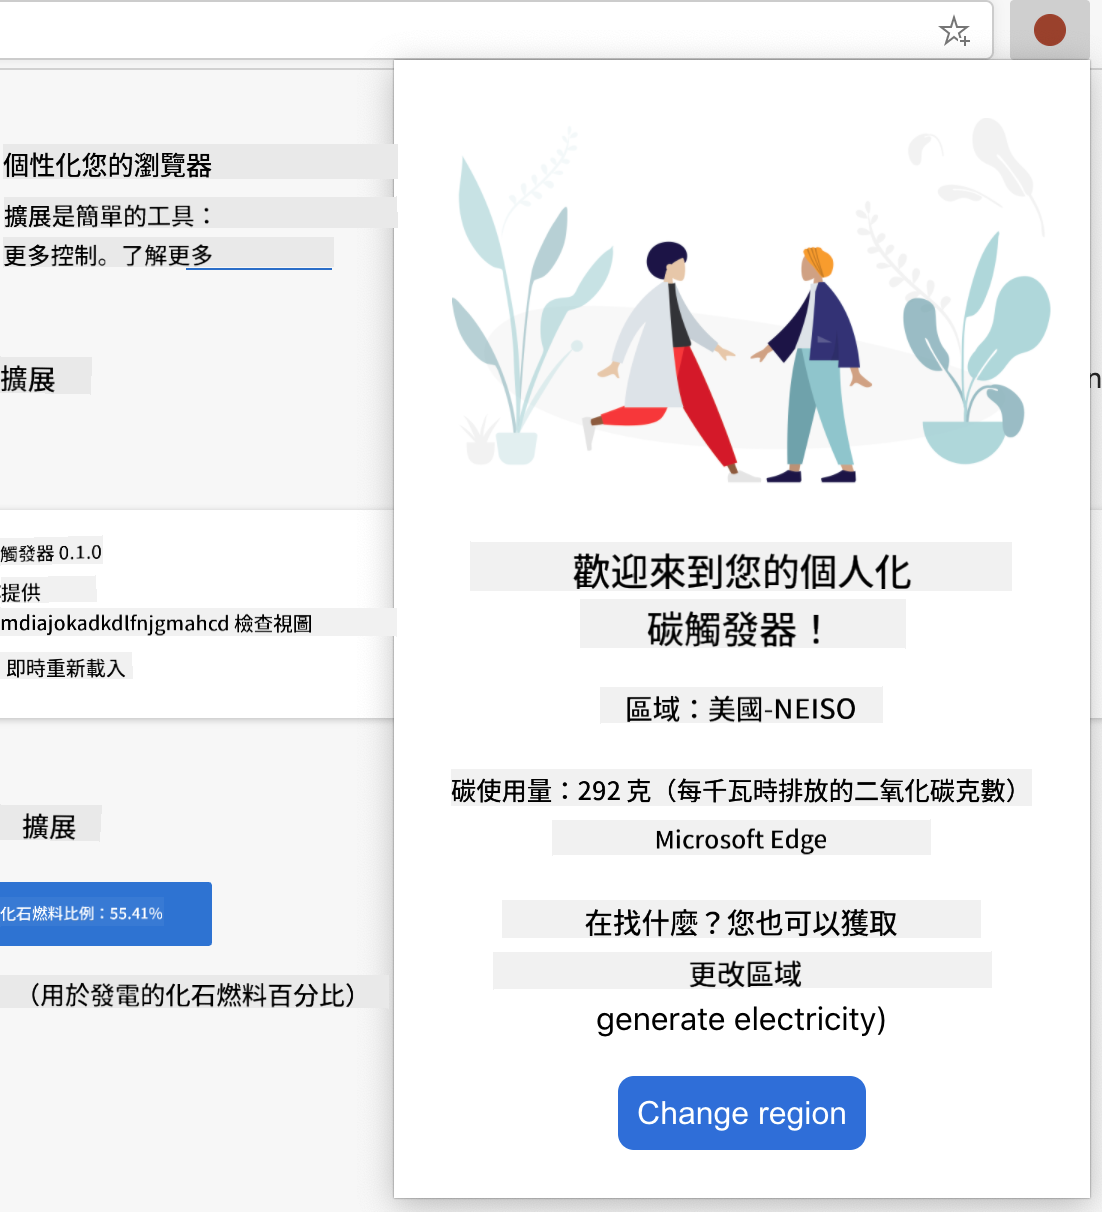 個性化您的瀏覽器
擴展是簡單的工具：
更多控制。了解更多
擴展
觸發器 0.1.0
提供
mdiajokadkdlfnjgmahcd 檢查視圖
即時重新載入
擴展
化石燃料比例：55.41%
（用於發電的化石燃料百分比）
歡迎來到您的個人化
碳觸發器！
區域：美國-NEISO
碳使用量：292 克（每千瓦時排放的二氧化碳克數）
Microsoft Edge
在找什麼？您也可以獲取
更改區域
generate electricity)
Change region
n